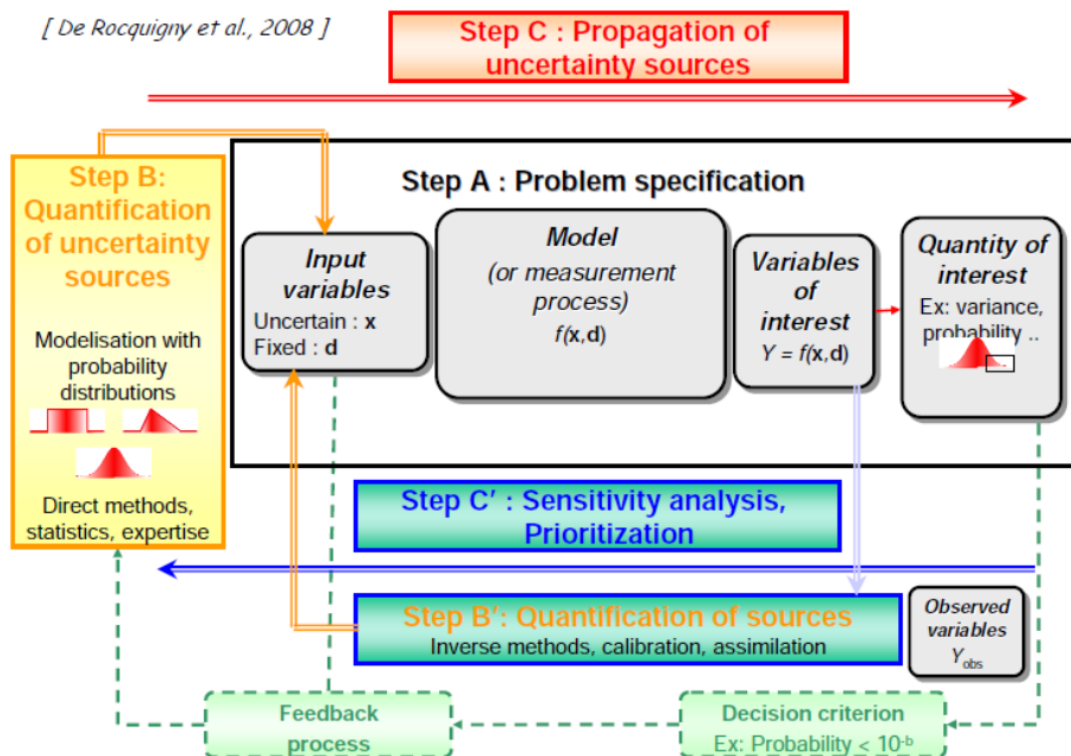 [ De Rocquigny et al., 2008 ]
Step C : Propagation of
uncertainty sources
Step B:
Quantification
of uncertainty
sources
Modelisation with
probability
distributions
Direct methods,
statistics, expertise
Step A : Problem specification
Input
variables
Uncertain : x
Fixed : d
Model
(or measurement
process)
f(x,d)
Variables
of
interest
Y = f(x,d)
Quantity of
interest
Ex: variance,
probability ..
Step C' : Sensitivity analysis,
Prioritization
Step B': Quantification of sources
Inverse methods, calibration, assimilation
Observed
variables
Yobs
Feedback
process
Decision criterion
Ex: Probability < 10-b